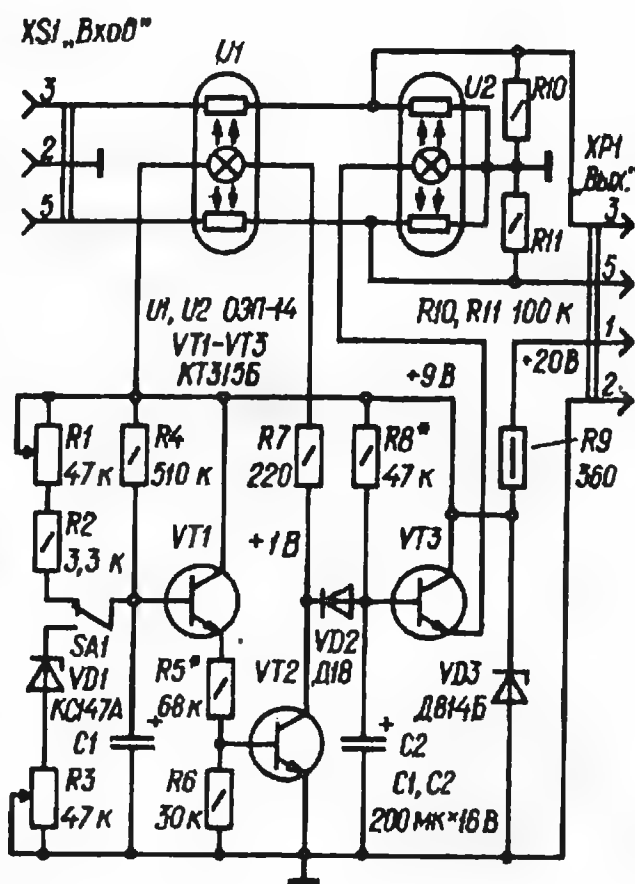 XS1 „Вход"
U1
3
U2
R10
2
XP1
„Вых."
5
R11
3
5
U1, U2 ОЭП-14
R10, R11 100 к
VT1-VT3
КТ315Б
1
+9 В
+20В
2
R1
47 к
R4
510 к
R7
220
R8*
47 к
R9
360
R2
3,3 к
VT1
+1 В
VT3
SA1
VD1
КС147А
R5*
68 к
VT2
VD2
Д18
VD3
Д814Б
C1
+
+
C2
R3
47 к
R6
30 к
C1, C2
200 мк×16 В